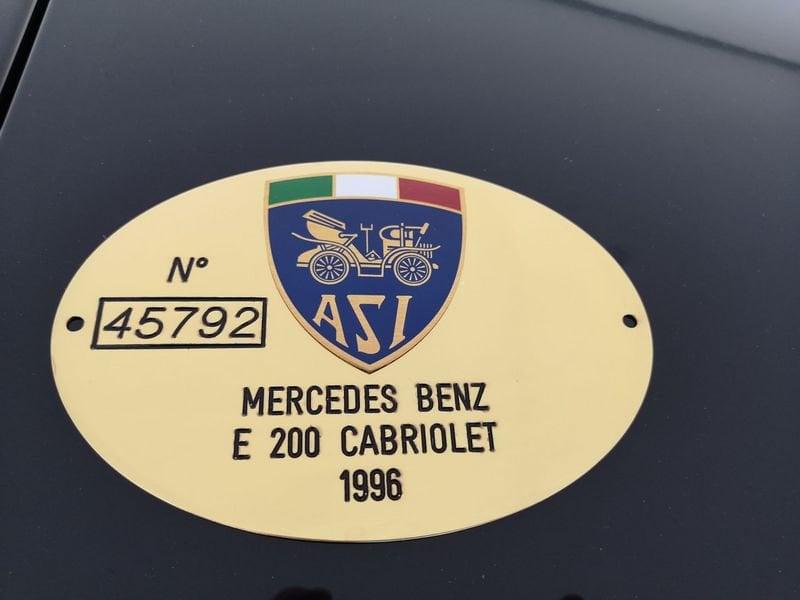 N°
45792
ASI
MERCEDES BENZ
E 200 CABRIOLET
1996